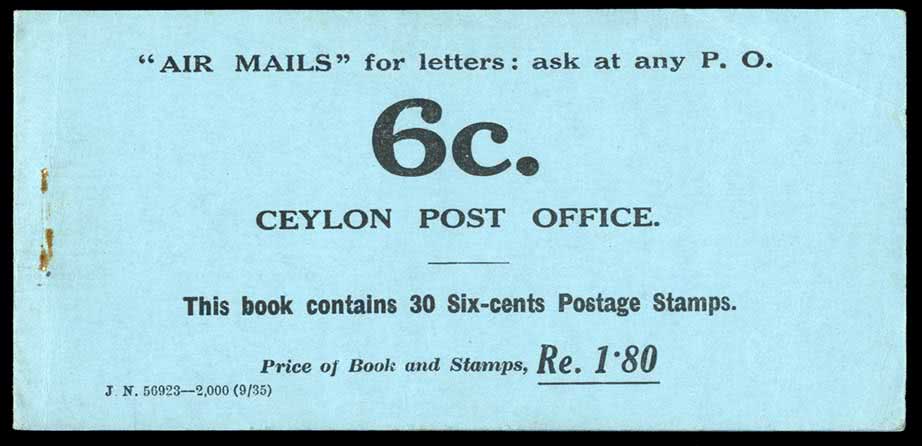 “AIR MAILS” for letters: ask at any P. O.
6c.
CEYLON POST OFFICE.
This book contains 30 Six-cents Postage Stamps.
Price of Book and Stamps, Re. 1·80
J. N. 56923—2,000 (9/35)